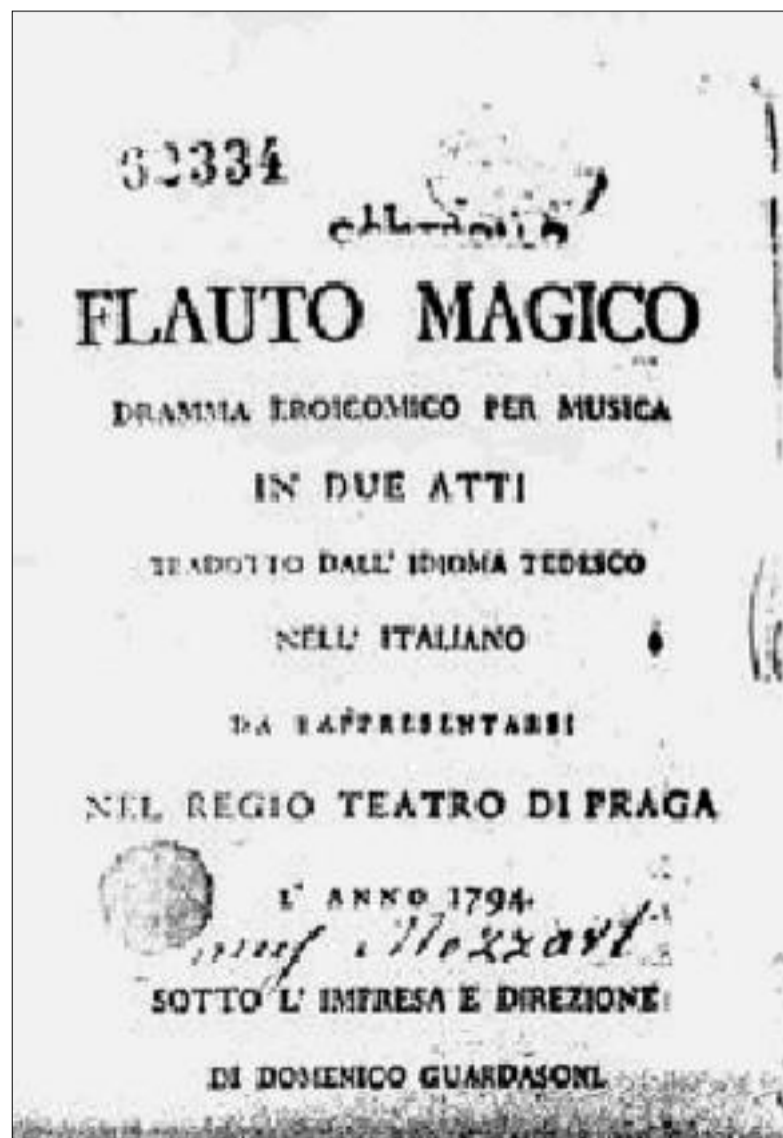 FLAUTO MAGICO
DRAMMA EROICOMICO PER MUSICA
IN DUE ATTI
TRADOTTO DALL' IDIOMA TEDESCO
NELL' ITALIANO
DA RAPPRESENTARSI
NEL REGIO TEATRO DI PRAGA
L' ANNO 1794.
Mozzart
SOTTO L' IMPRESA E DIREZIONE
DI DOMENICO GUARDASONI.